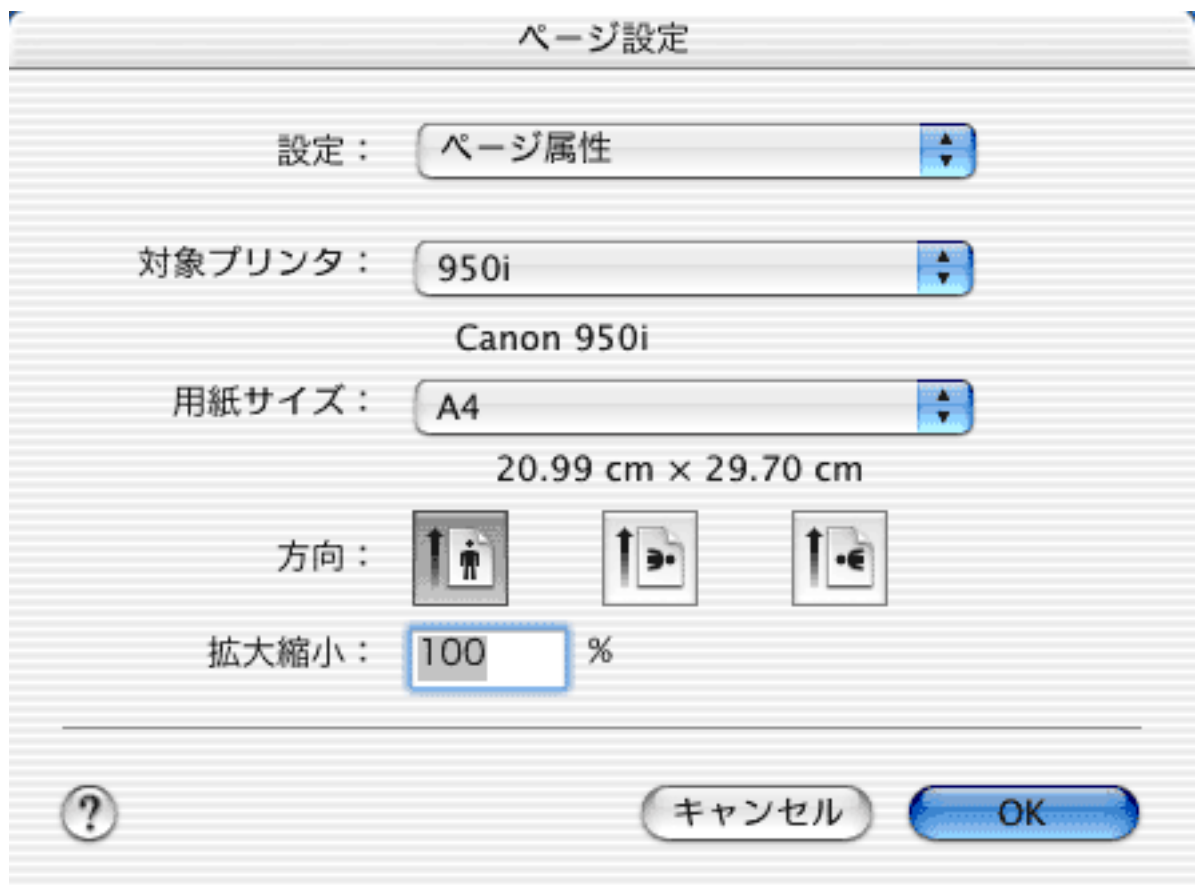 ページ設定
設定： ページ属性
対象プリンタ： 950i
Canon 950i
用紙サイズ： A4
20.99 cm × 29.70 cm
方向：
拡大縮小： 100 %
? キャンセル OK